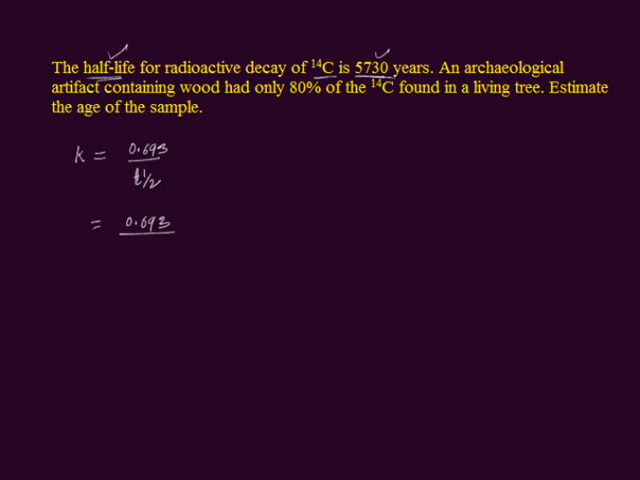 The half-life for radioactive decay of ¹⁴C is 5730 years. An archaeological
artifact containing wood had only 80% of the ¹⁴C found in a living tree. Estimate
the age of the sample.
k = 0.693
t1/2
= 0.693